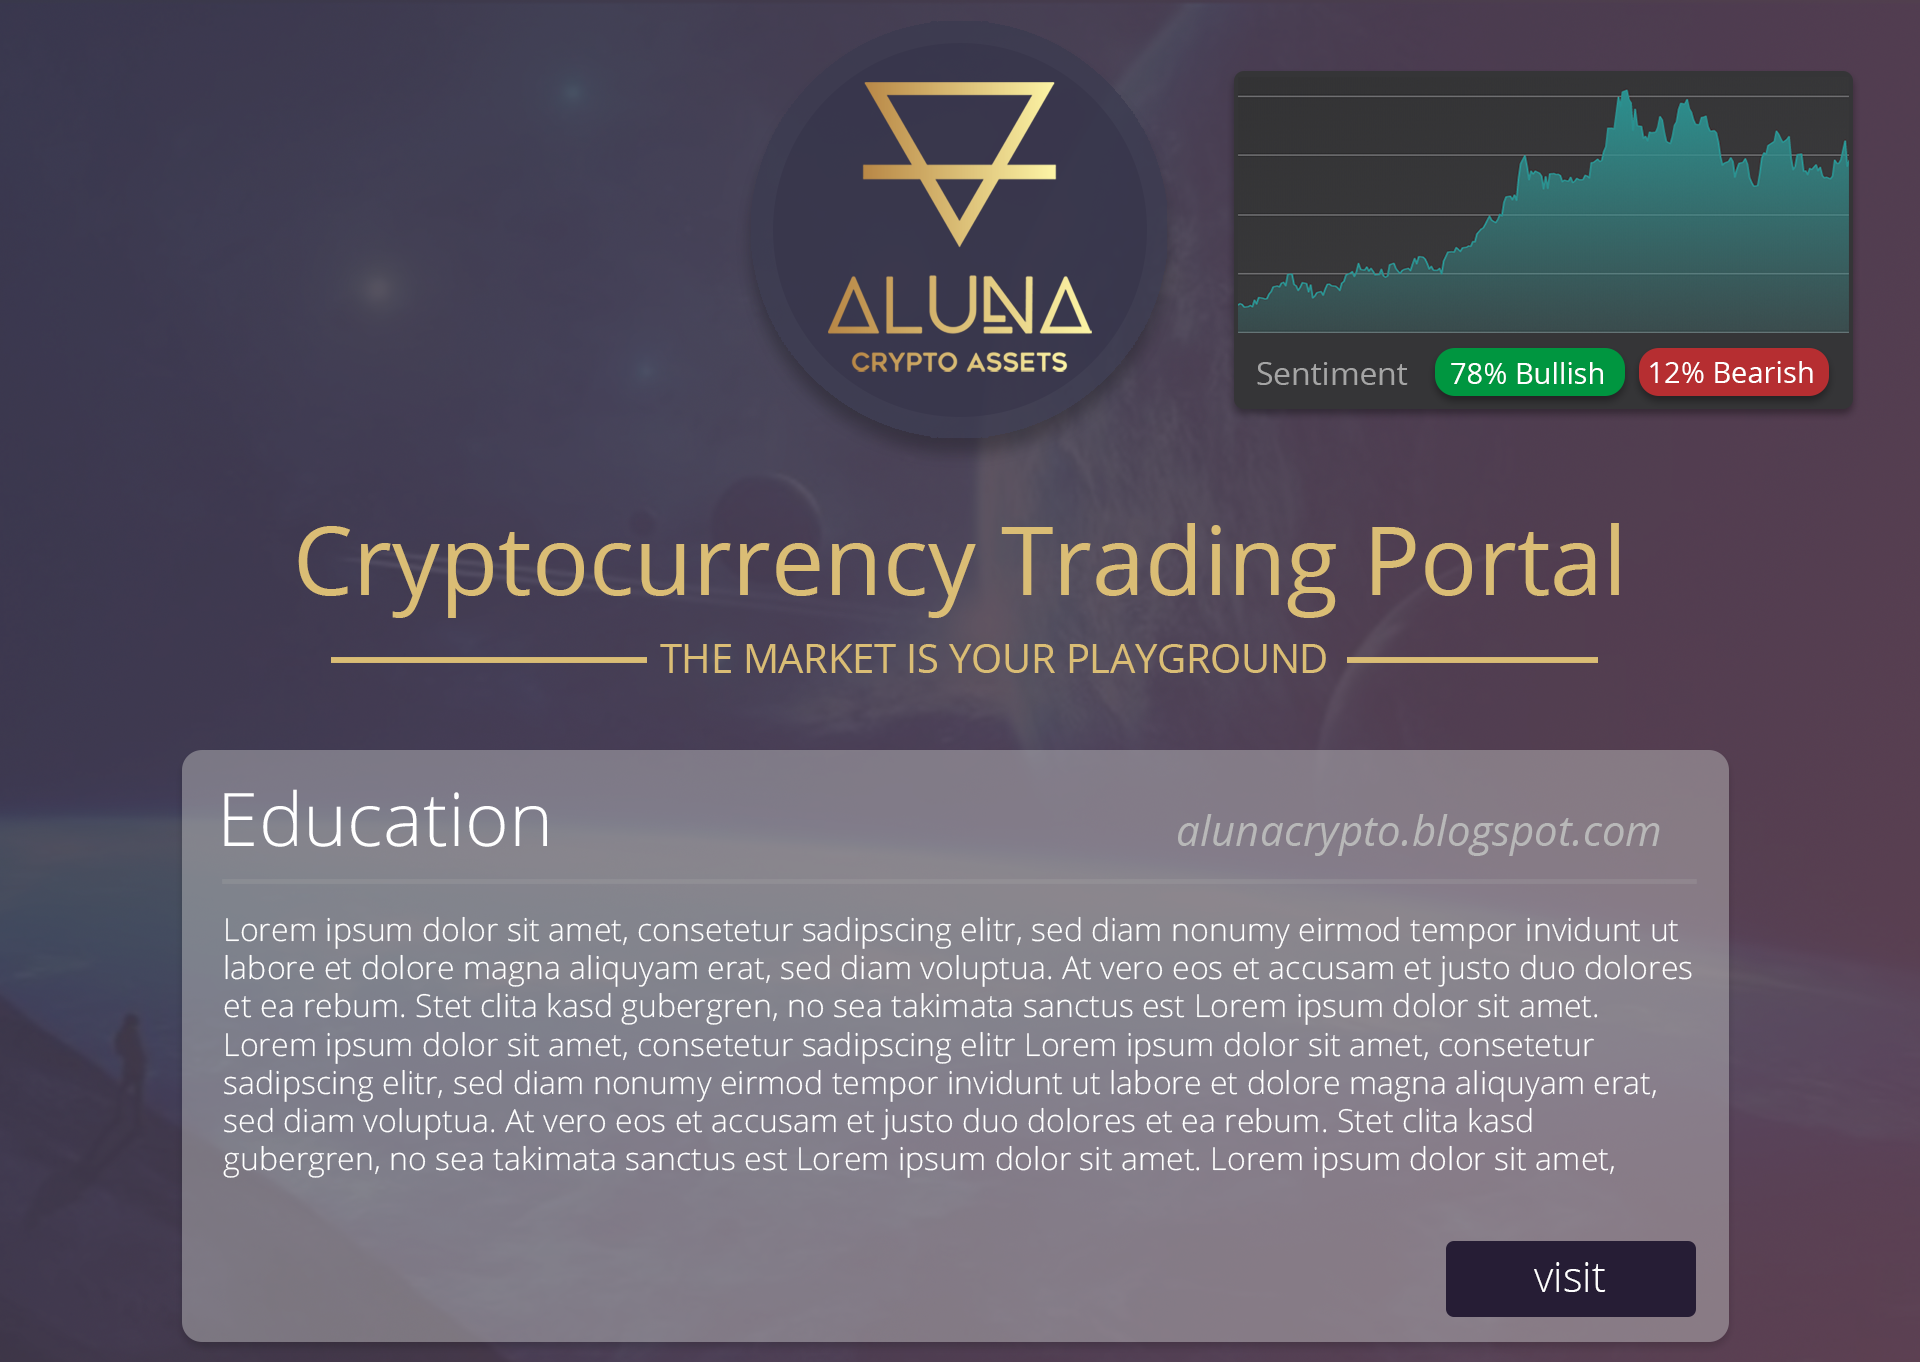 ALUNA
CRYPTO ASSETS
Sentiment 78% Bullish 12% Bearish
Cryptocurrency Trading Portal
THE MARKET IS YOUR PLAYGROUND
Education
alunacrypto.blogspot.com
Lorem ipsum dolor sit amet, consetetur sadipscing elitr, sed diam nonumy eirmod tempor invidunt ut
labore et dolore magna aliquyam erat, sed diam voluptua. At vero eos et accusam et justo duo dolores
et ea rebum. Stet clita kasd gubergren, no sea takimata sanctus est Lorem ipsum dolor sit amet.
Lorem ipsum dolor sit amet, consetetur sadipscing elitr Lorem ipsum dolor sit amet, consetetur
sadipscing elitr, sed diam nonumy eirmod tempor invidunt ut labore et dolore magna aliquyam erat,
sed diam voluptua. At vero eos et accusam et justo duo dolores et ea rebum. Stet clita kasd
gubergren, no sea takimata sanctus est Lorem ipsum dolor sit amet. Lorem ipsum dolor sit amet,
visit